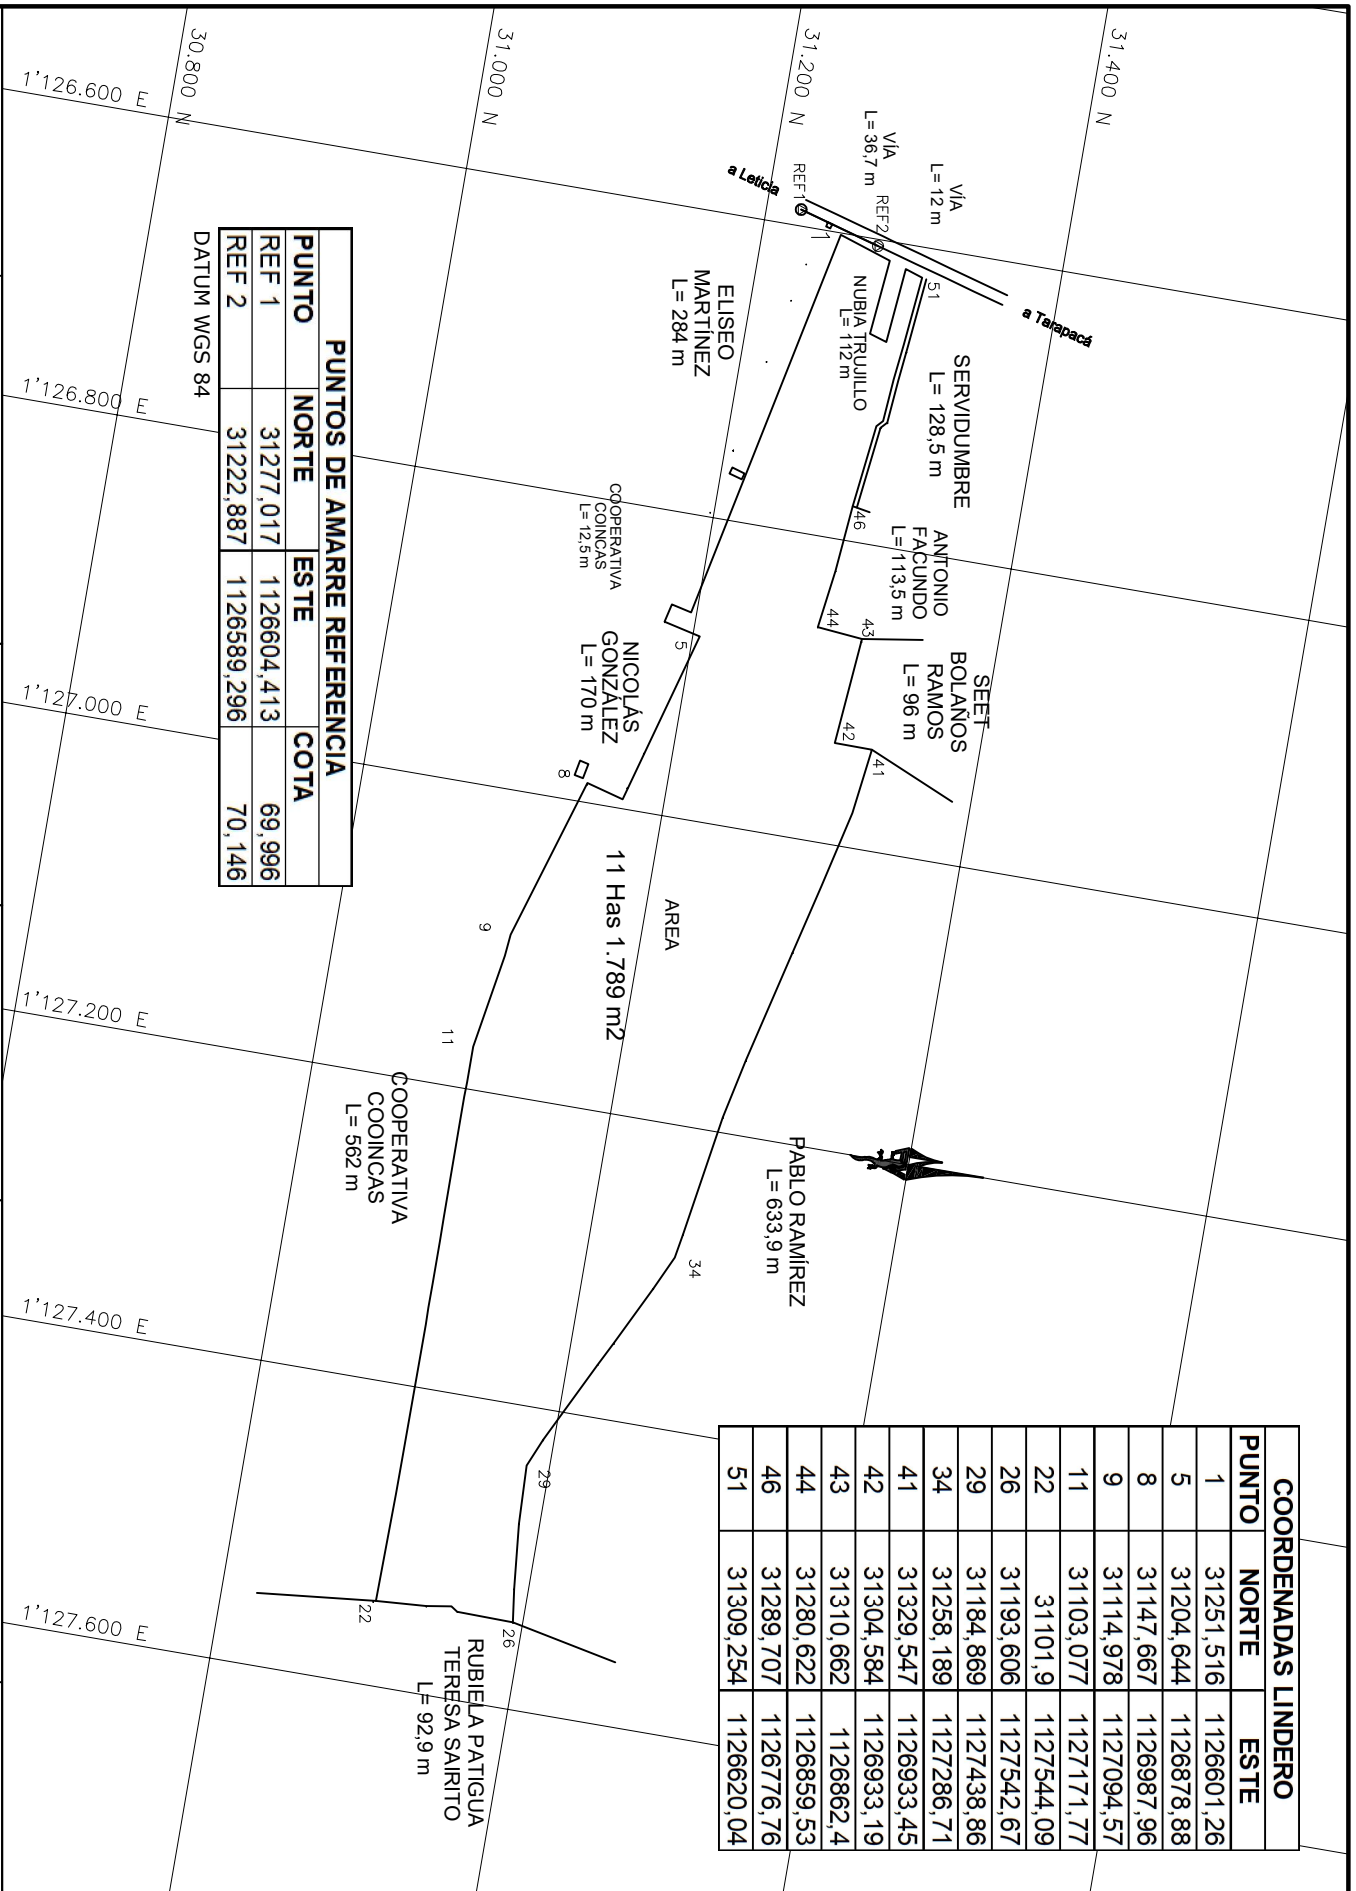 COORDENADAS LINDERO
PUNTO NORTE ESTE
1 31251,516 1126601,26
5 31204,644 1126878,88
8 31147,667 1126987,96
9 31114,978 1127094,57
11 31103,077 1127171,77
22 31101,9 1127544,09
26 31193,606 1127542,67
29 31184,869 1127438,86
34 31258,189 1127286,71
41 31329,547 1126933,45
42 31304,584 1126933,19
43 31310,662 1126862,4
44 31280,622 1126859,53
46 31289,707 1126776,76
51 31309,254 1126620,04
31.400 N
31.200 N
31.000 N
30.800 N
1'126.600 E
1'126.800 E
1'127.000 E
1'127.200 E
1'127.400 E
1'127.600 E
VÍA
L= 12 m
VÍA
L= 36,7 m
REF2
REF1
a Leticia
a Tarapacá
1
51
NUBIA TRUJILLO
L= 112 m
SERVIDUMBRE
L= 128,5 m
46
ANTONIO
FACUNDO
L= 113,5 m
44
43
SEET
BOLAÑOS
RAMOS
L= 96 m
42
41
ELISEO
MARTÍNEZ
L= 284 m
COOPERATIVA
COINCAS
L= 12,5 m
5
NICOLÁS
GONZÁLEZ
L= 170 m
8
AREA
11 Has 1.789 m2
9
11
PABLO RAMÍREZ
L= 633,9 m
34
COOPERATIVA
COOINCAS
L= 562 m
29
26
22
RUBIELA PATIGUA
TERESA SAIRITO
L= 92,9 m
PUNTOS DE AMARRE REFERENCIA
PUNTO NORTE ESTE COTA
REF 1 31277,017 1126604,413 69,996
REF 2 31222,887 1126589,296 70,146
DATUM WGS 84